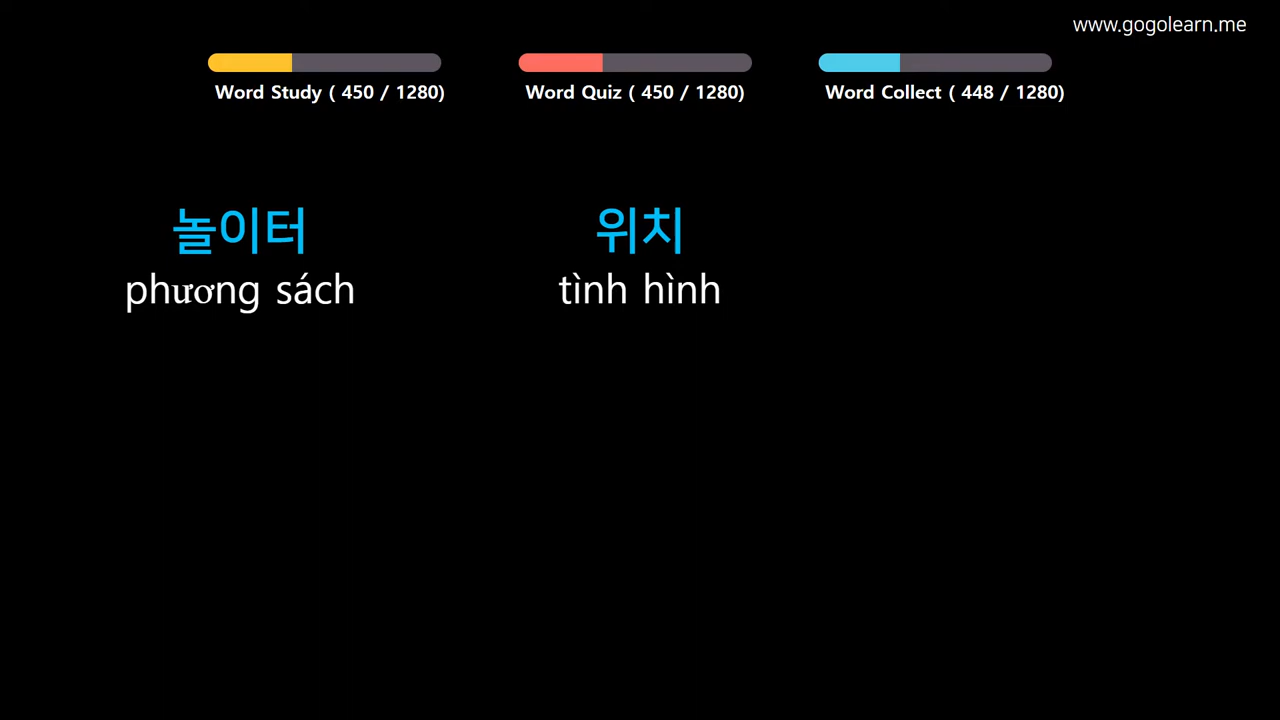 www.gogolearn.me
Word Study ( 450 / 1280)
Word Quiz ( 450 / 1280)
Word Collect ( 448 / 1280)
놀이터
phương sách
위치
tình hình